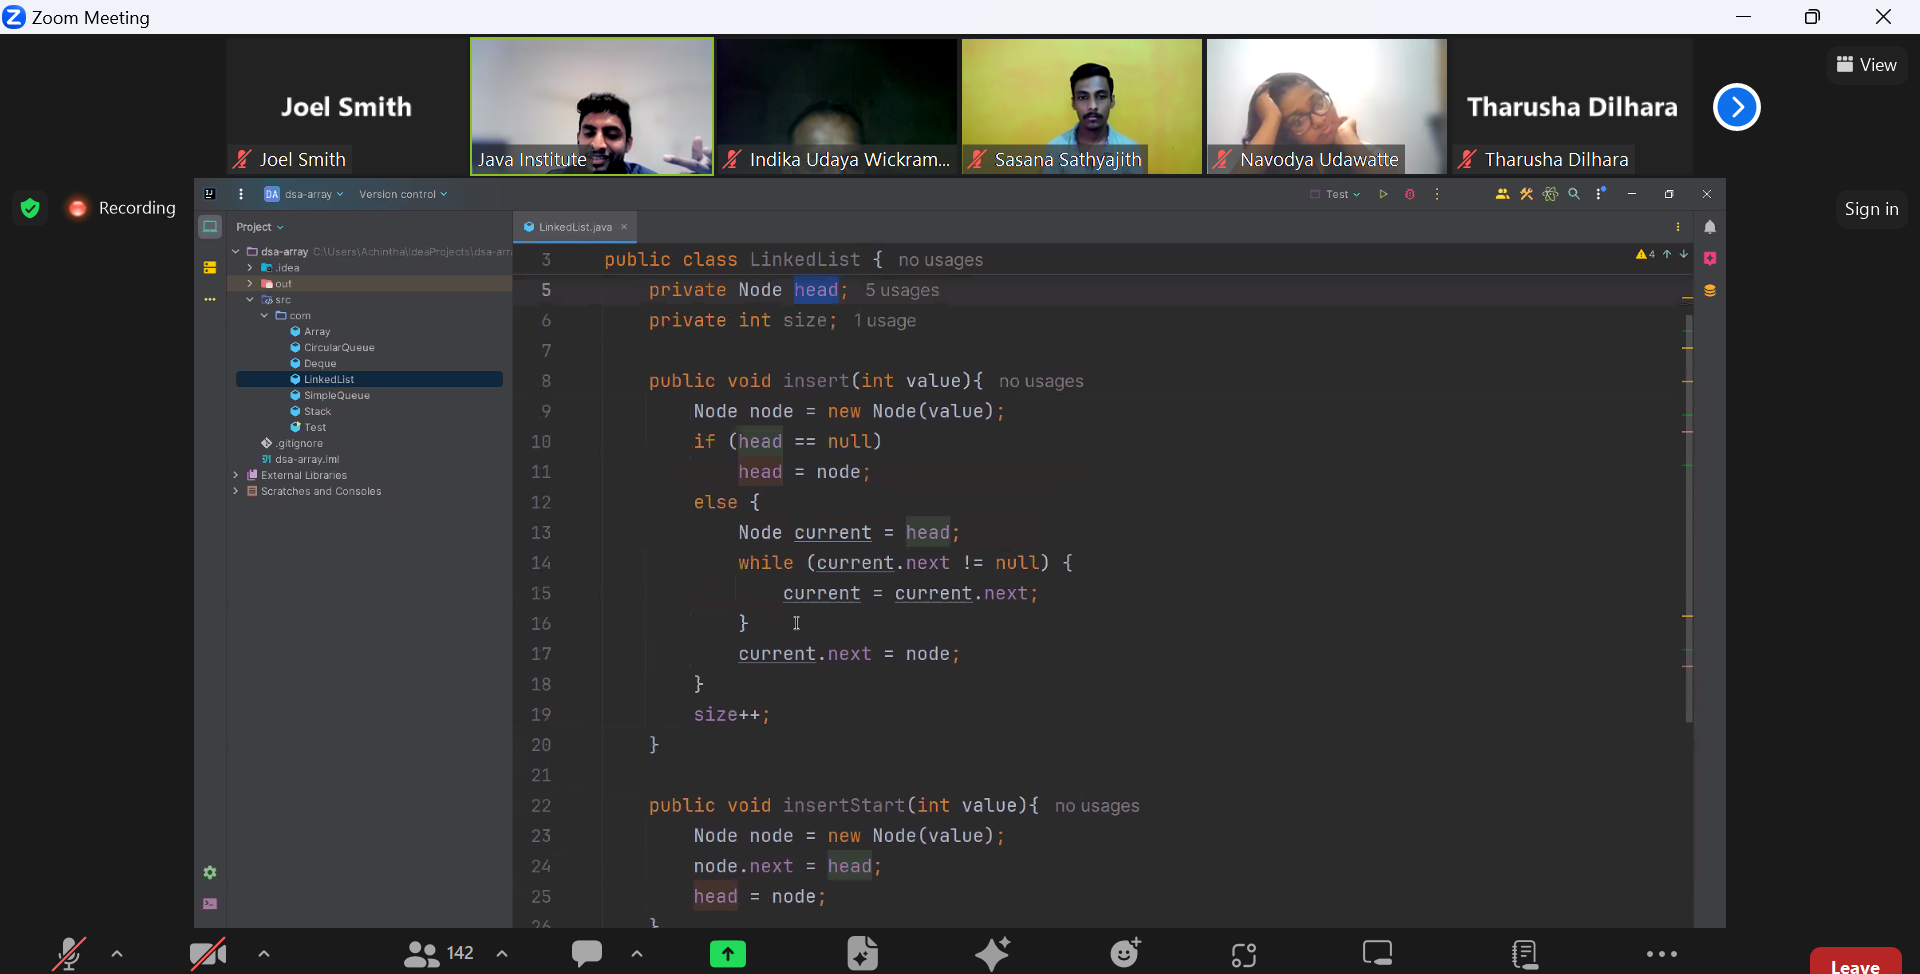 Zoom Meeting
Joel Smith
Joel Smith
Java Institute
Indika Udaya Wickram...
Sasana Sathyajith
Navodya Udawatte
Tharusha Dilhara
Tharusha Dilhara
View
Recording
Sign in
DA dsa-array
Version control
Test
Project
LinkedList.java
dsa-array C:\Users\Achintha\IdeaProjects\dsa-arr
.idea
out
src
com
Array
CircularQueue
Deque
LinkedList
SimpleQueue
Stack
Test
.gitignore
dsa-array.iml
External Libraries
Scratches and Consoles
4
3 public class LinkedList { no usages
5 private Node head; 5 usages
6 private int size; 1 usage
7
8 public void insert(int value){ no usages
9 Node node = new Node(value);
10 if (head == null)
11 head = node;
12 else {
13 Node current = head;
14 while (current.next != null) {
15 current = current.next;
16 }
17 current.next = node;
18 }
19 size++;
20 }
21
22 public void insertStart(int value){ no usages
23 Node node = new Node(value);
24 node.next = head;
25 head = node;
26 }
142
Leave